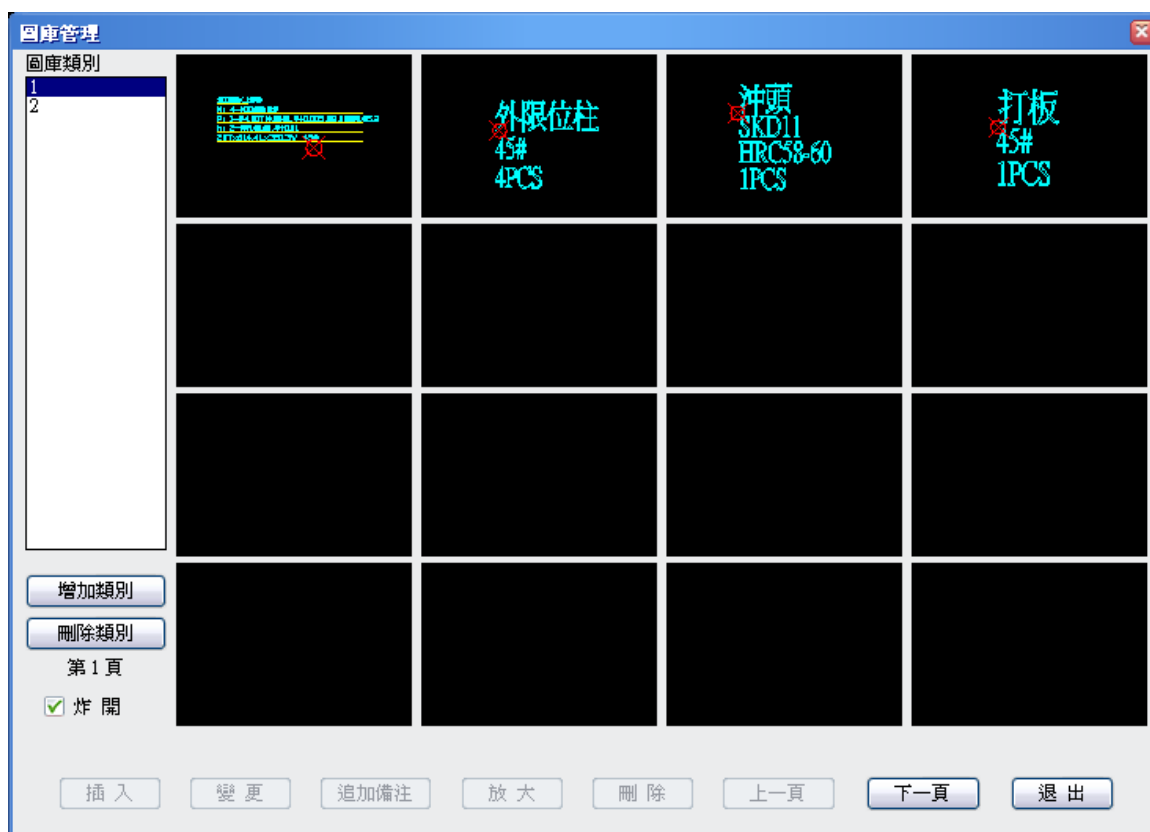 圖庫管理
圖庫類別
1
2
外限位柱
45#
4PCS
沖頭
SKD11
HRC58-60
1PCS
打板
45#
1PCS
增加類別
刪除類別
第1頁
炸 開
插 入
變 更
追加備注
放 大
刪 除
上一頁
下一頁
退 出